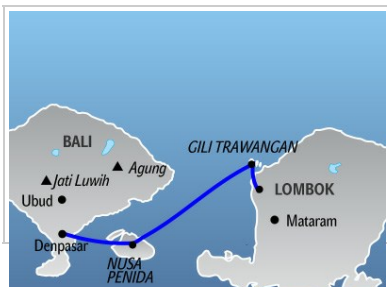 BALI
Agung
Jati Luwih
Ubud
Denpasar
NUSA
PENIDA
GILI TRAWANGAN
LOMBOK
Mataram